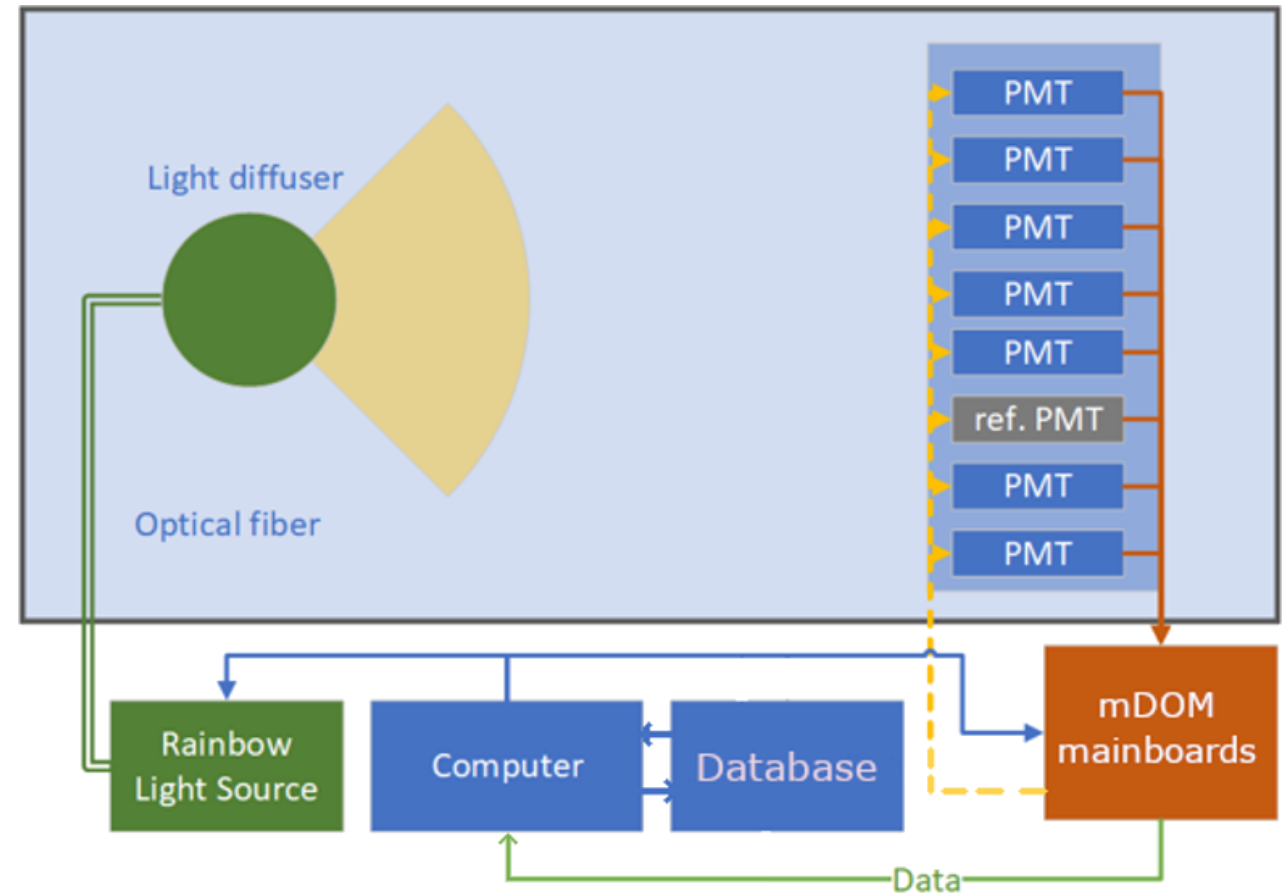 Light diffuser
Optical fiber
PMT
PMT
PMT
PMT
PMT
ref. PMT
PMT
PMT
Rainbow
Light Source
Computer
Database
mDOM
mainboards
Data